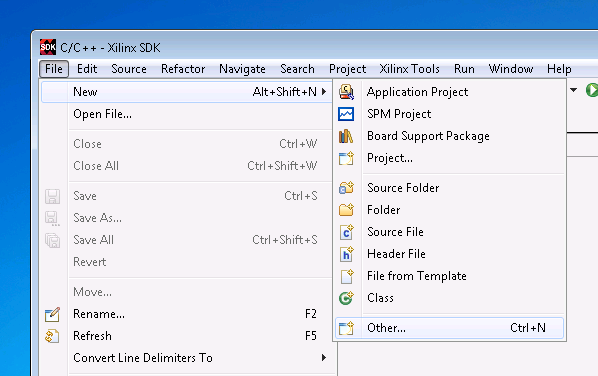 SDK C/C++ - Xilinx SDK
File Edit Source Refactor Navigate Search Project Xilinx Tools Run Window Help
New Alt+Shift+N
Open File...
Close Ctrl+W
Close All Ctrl+Shift+W
Save Ctrl+S
Save As...
Save All Ctrl+Shift+S
Revert
Move...
Rename... F2
Refresh F5
Convert Line Delimiters To
Application Project
SPM Project
Board Support Package
Project...
Source Folder
Folder
Source File
Header File
File from Template
Class
Other... Ctrl+N